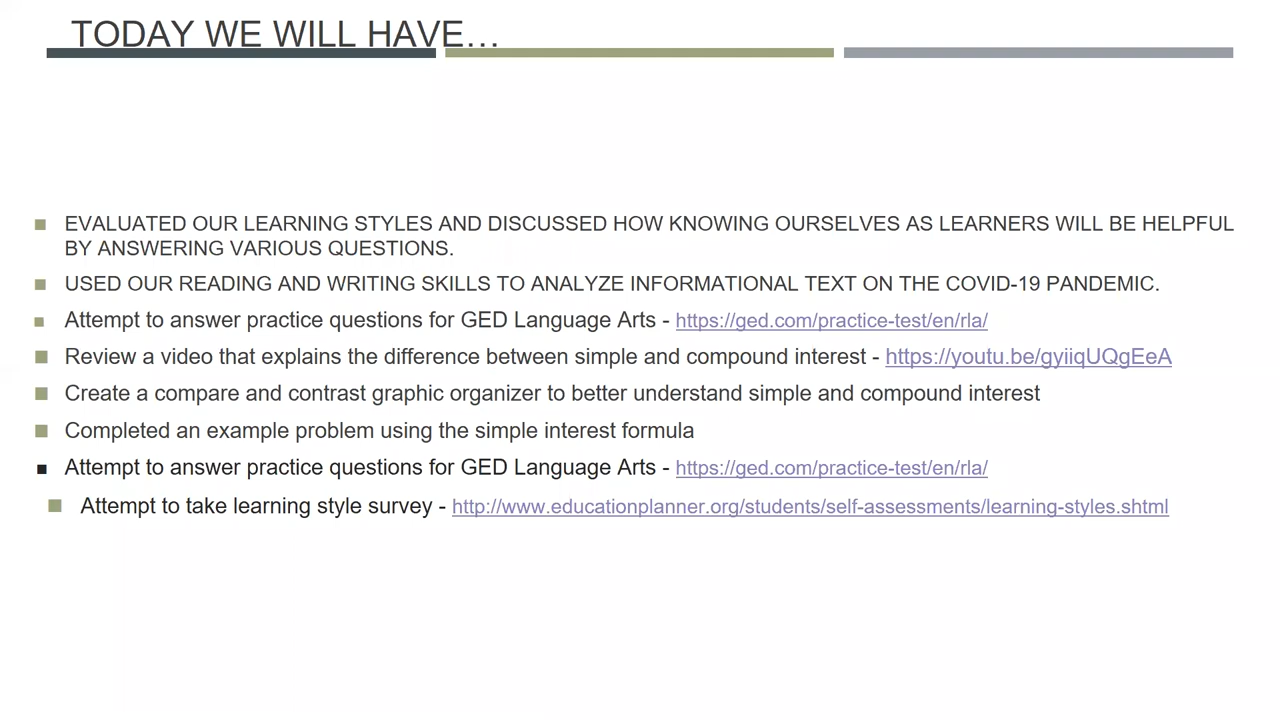 TODAY WE WILL HAVE...
EVALUATED OUR LEARNING STYLES AND DISCUSSED HOW KNOWING OURSELVES AS LEARNERS WILL BE HELPFUL
BY ANSWERING VARIOUS QUESTIONS.
USED OUR READING AND WRITING SKILLS TO ANALYZE INFORMATIONAL TEXT ON THE COVID-19 PANDEMIC.
Attempt to answer practice questions for GED Language Arts - https://ged.com/practice-test/en/rla/
Review a video that explains the difference between simple and compound interest - https://youtu.be/gyiiqUQgEeA
Create a compare and contrast graphic organizer to better understand simple and compound interest
Completed an example problem using the simple interest formula
Attempt to answer practice questions for GED Language Arts - https://ged.com/practice-test/en/rla/
Attempt to take learning style survey - http://www.educationplanner.org/students/self-assessments/learning-styles.shtml